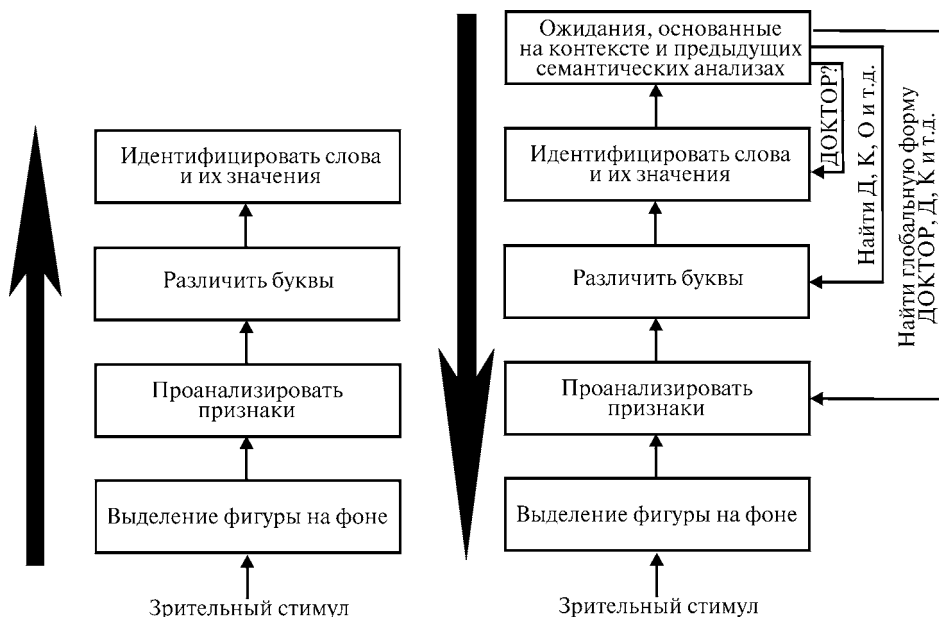 Идентифицировать слова
и их значения
Различить буквы
Проанализировать
признаки
Выделение фигуры на фоне
Зрительный стимул
Ожидания, основанные
на контексте и предыдущих
семантических анализах
Идентифицировать слова
и их значения
Различить буквы
Проанализировать
признаки
Выделение фигуры на фоне
Зрительный стимул
ДОКТОР?
Найти Д, К, О и т.д.
Найти глобальную форму
ДОКТОР, Д, К и т.д.